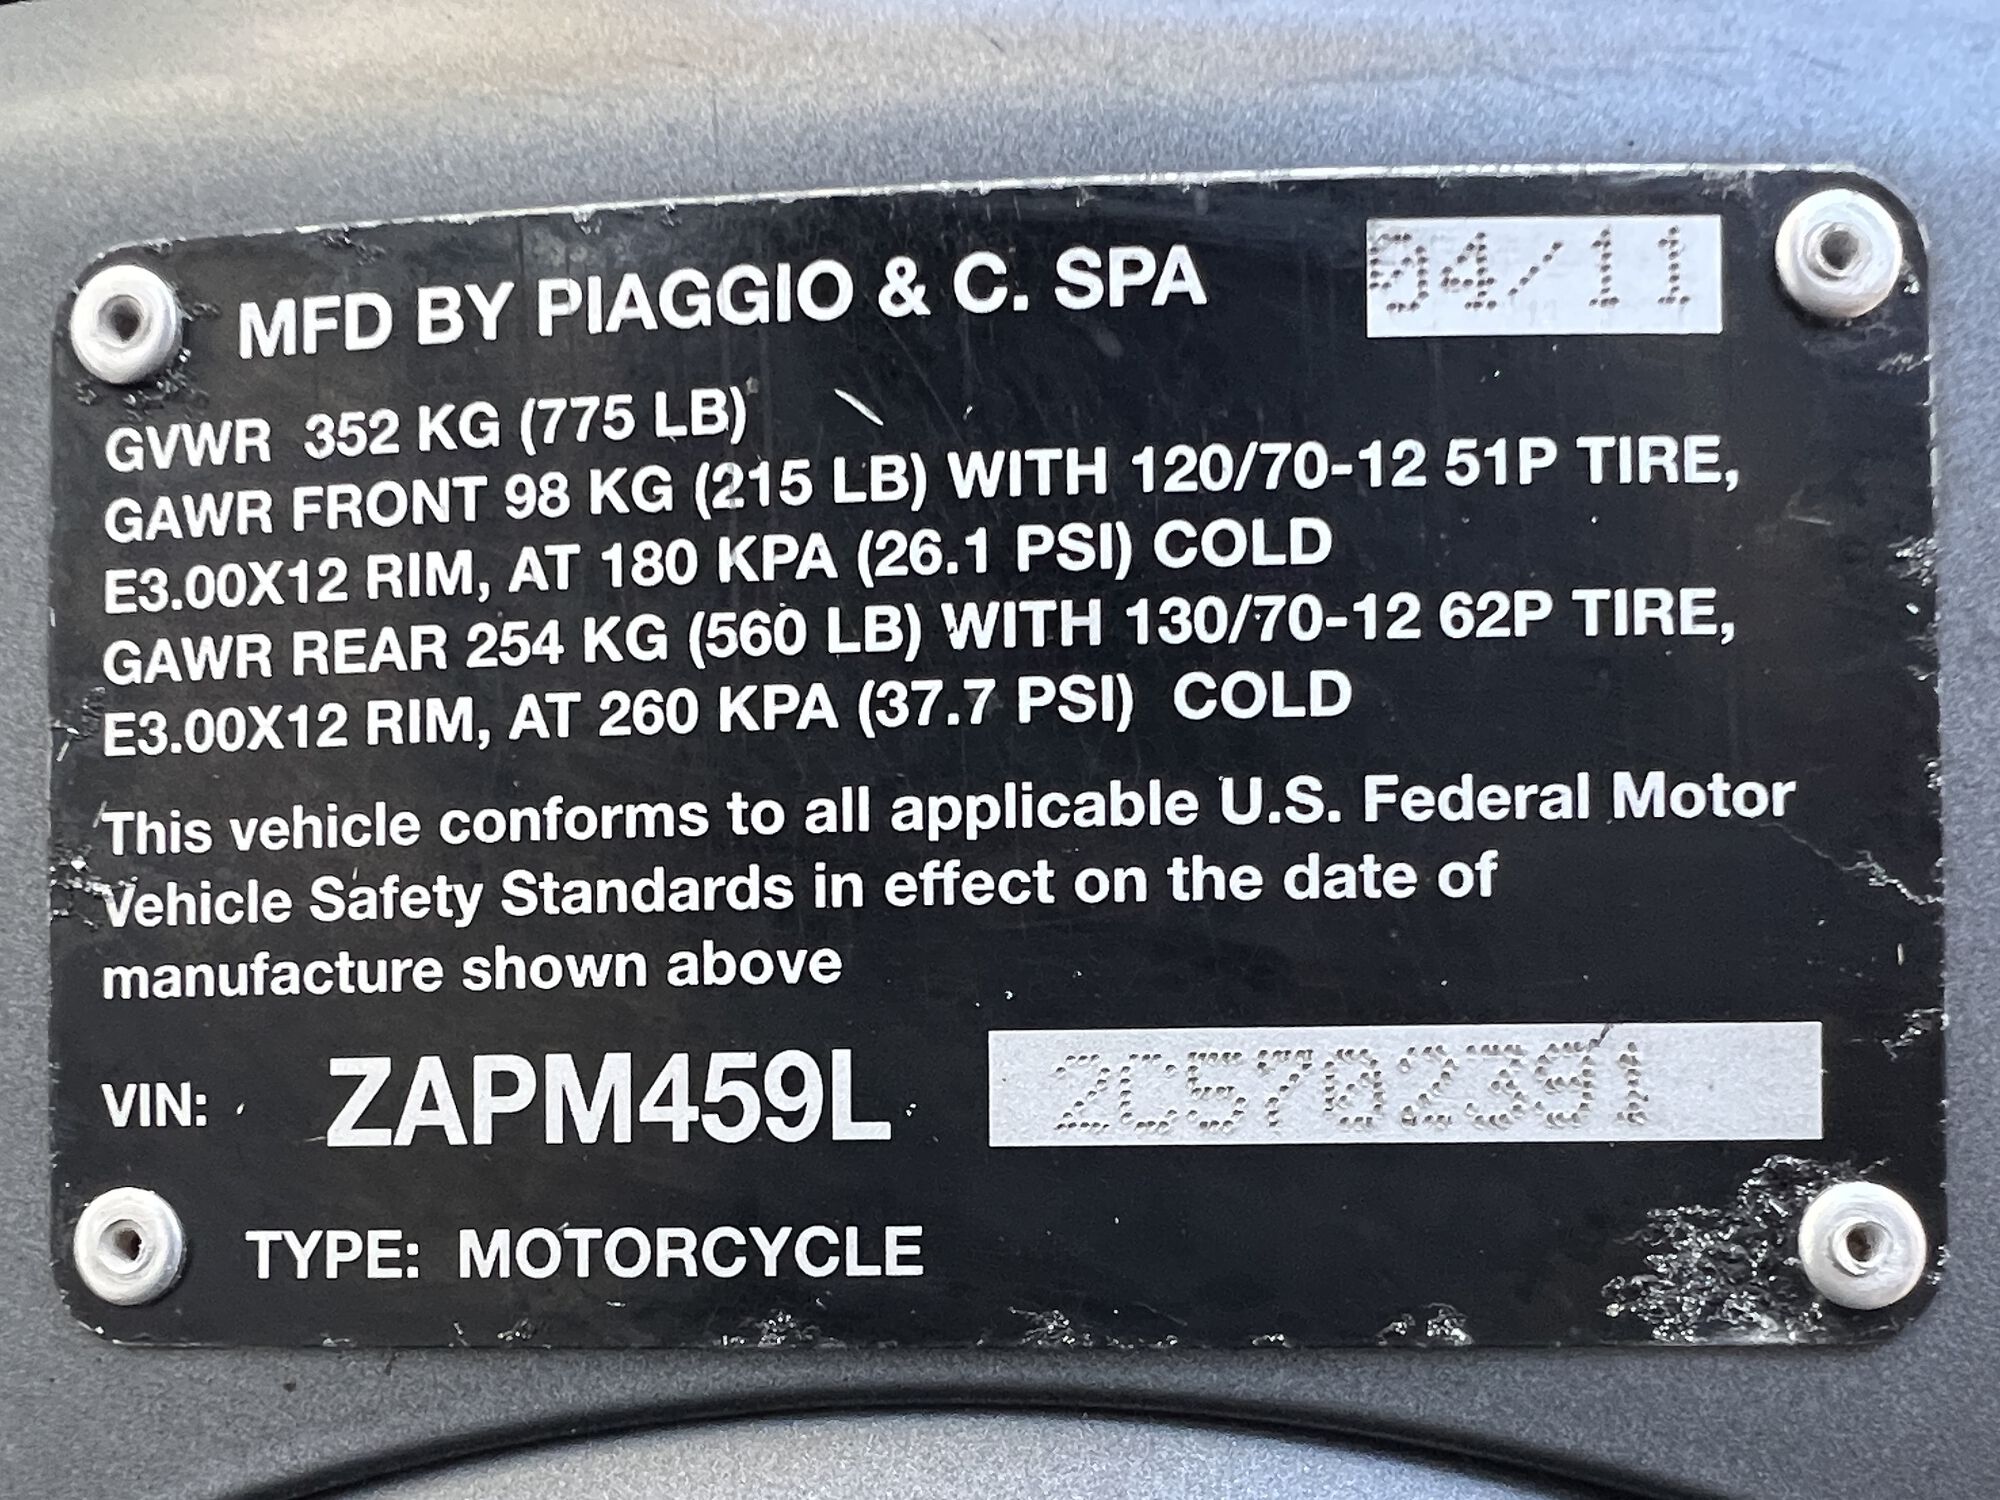 MFD BY PIAGGIO & C. SPA 04/11
GVWR 352 KG (775 LB)
GAWR FRONT 98 KG (215 LB) WITH 120/70-12 51P TIRE,
E3.00X12 RIM, AT 180 KPA (26.1 PSI) COLD
GAWR REAR 254 KG (560 LB) WITH 130/70-12 62P TIRE,
E3.00X12 RIM, AT 260 KPA (37.7 PSI) COLD
This vehicle conforms to all applicable U.S. Federal Motor
Vehicle Safety Standards in effect on the date of
manufacture shown above
VIN: ZAPM459L 2C5702391
TYPE: MOTORCYCLE